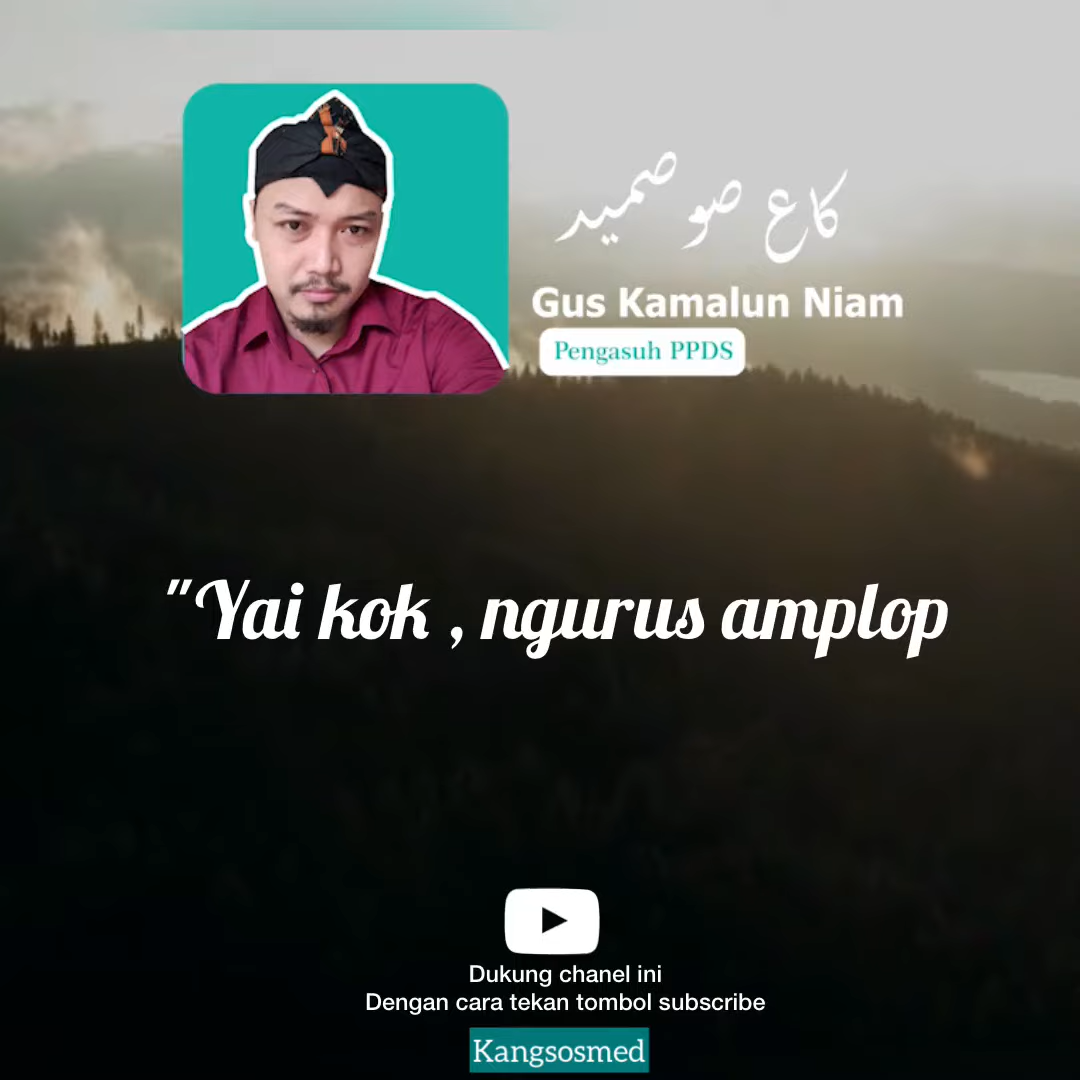 كاع صوصميد
Gus Kamalun Niam
Pengasuh PPDS
"Yai kok , ngurus amplop
Dukung chanel ini
Dengan cara tekan tombol subscribe
Kangsosmed